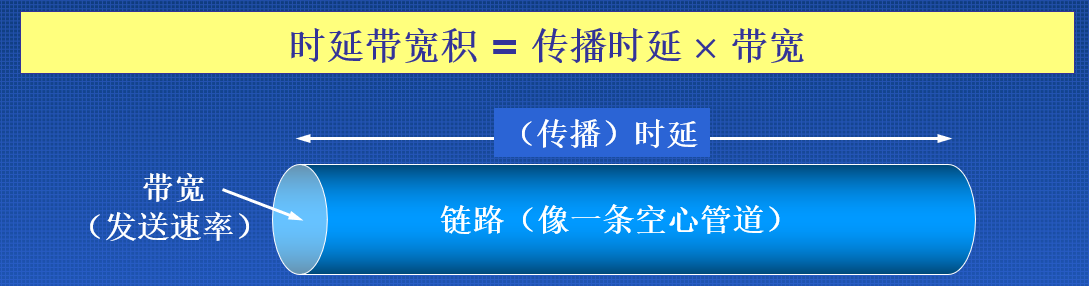 时延带宽积 = 传播时延 × 带宽
（传播）时延
带宽
（发送速率）
链路（像一条空心管道）